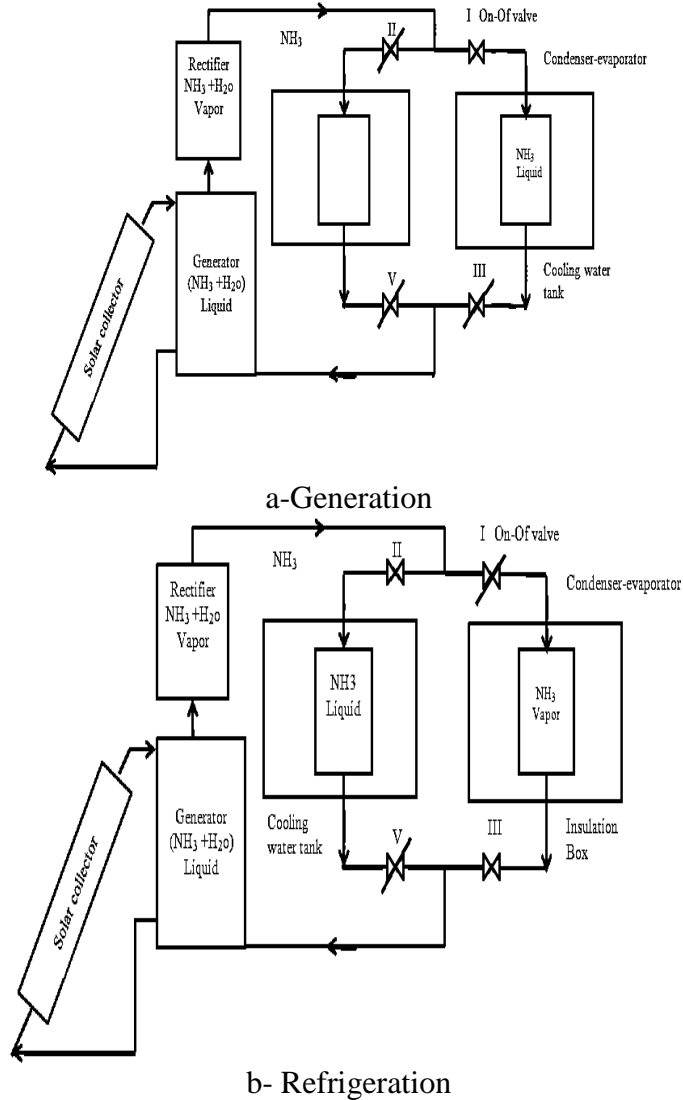 I On-Of valve
NH3
II
Rectifier
NH3 +H2o
Vapor
Condenser-evaporator
NH3
Liquid
Generator
(NH3 +H2o)
Liquid
Solar collector
V
III
Cooling water
tank
a-Generation
I On-Of valve
NH3
II
Rectifier
NH3 +H2o
Vapor
Condenser-evaporator
NH3
Liquid
NH3
Vapor
Generator
(NH3 +H2o)
Liquid
Solar collector
Cooling
water tank
V
III
Insulation
Box
b- Refrigeration